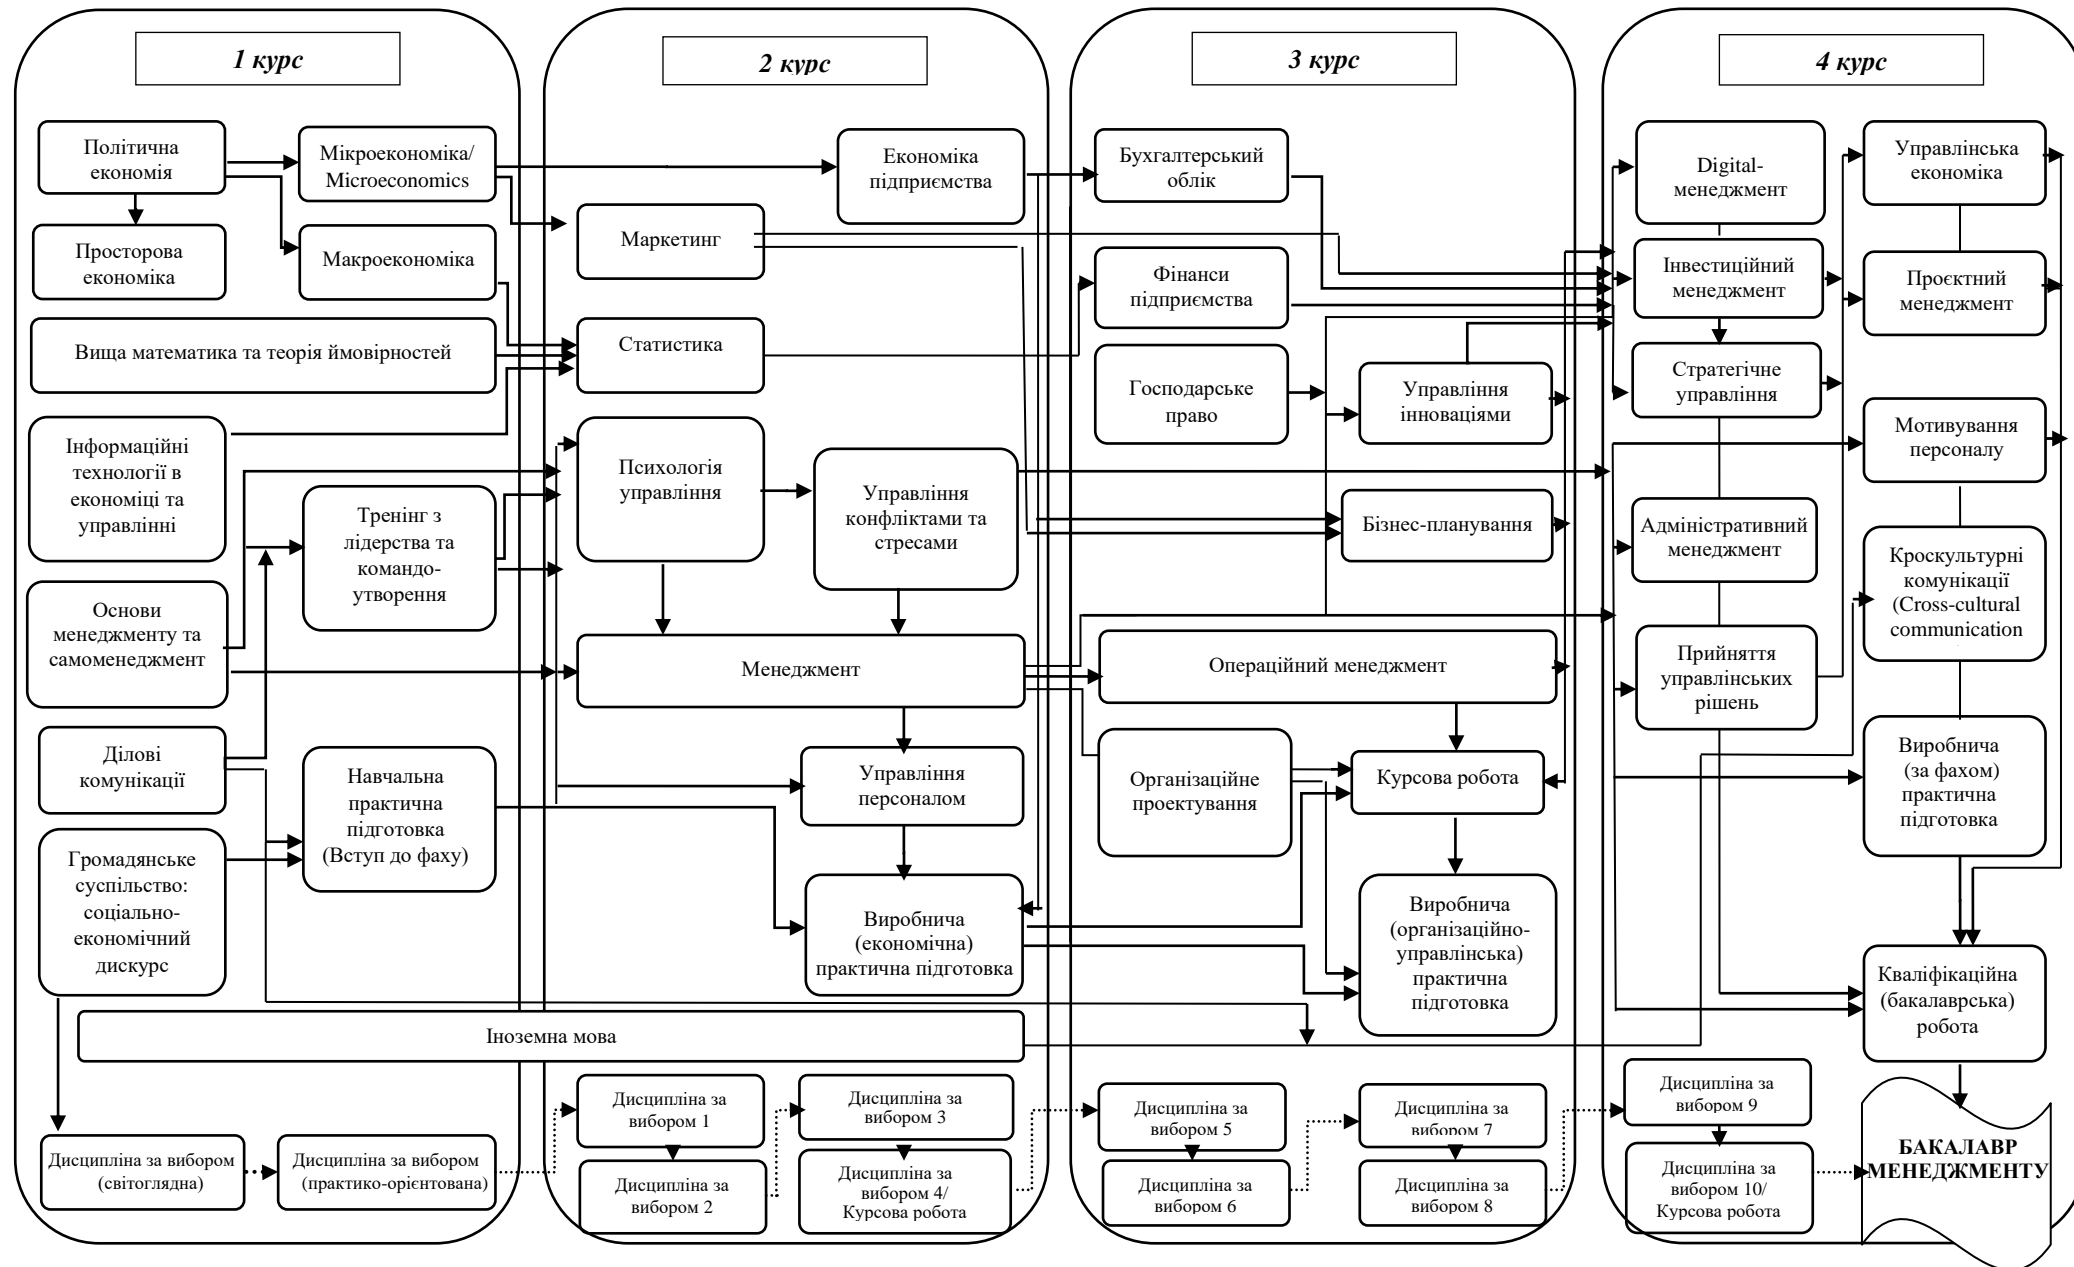 1 курс
Політична
економія
Мікроекономіка/
Microeconomics
Просторова
економіка
Макроекономіка
Вища математика та теорія ймовірностей
Інформаційні
технології в
економіці та
управлінні
Тренінг з
лідерства та
командо-
утворення
Основи
менеджменту та
самоменеджмент
Ділові
комунікації
Навчальна
практична
підготовка
(Вступ до фаху)
Громадянське
суспільство:
соціально-
економічний
дискурс
Іноземна мова
Дисципліна за вибором
(світоглядна)
Дисципліна за вибором
(практико-орієнтована)
2 курс
Економіка
підприємства
Маркетинг
Статистика
Психологія
управління
Управління
конфліктами та
стресами
Менеджмент
Управління
персоналом
Виробнича
(економічна)
практична підготовка
Дисципліна за
вибором 1
Дисципліна за
вибором 2
Дисципліна за
вибором 3
Дисципліна за
вибором 4/
Курсова робота
3 курс
Бухгалтерський
облік
Фінанси
підприємства
Господарське
право
Управління
інноваціями
Бізнес-планування
Операційний менеджмент
Організаційне
проектування
Курсова робота
Виробнича
(організаційно-
управлінська)
практична
підготовка
Дисципліна за
вибором 5
Дисципліна за
вибором 6
Дисципліна за
вибором 7
Дисципліна за
вибором 8
4 курс
Digital-
менеджмент
Управлінська
економіка
Інвестиційний
менеджмент
Проєктний
менеджмент
Стратегічне
управління
Мотивування
персоналу
Адміністративний
менеджмент
Кроскультурні
комунікації
(Cross-cultural
communication
Прийняття
управлінських
рішень
Виробнича
(за фахом)
практична
підготовка
Кваліфікаційна
(бакалаврська)
робота
Дисципліна за
вибором 9
Дисципліна за
вибором 10/
Курсова робота
БАКАЛАВР
МЕНЕДЖМЕНТУ